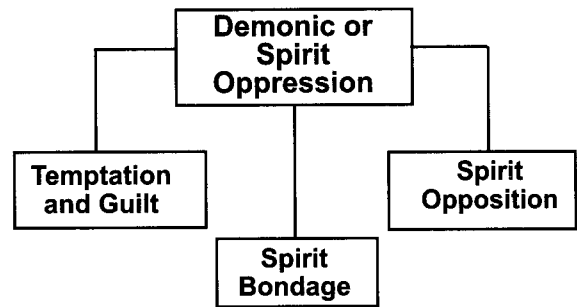 Demonic or
Spirit
Oppression
Temptation
and Guilt
Spirit
Opposition
Spirit
Bondage